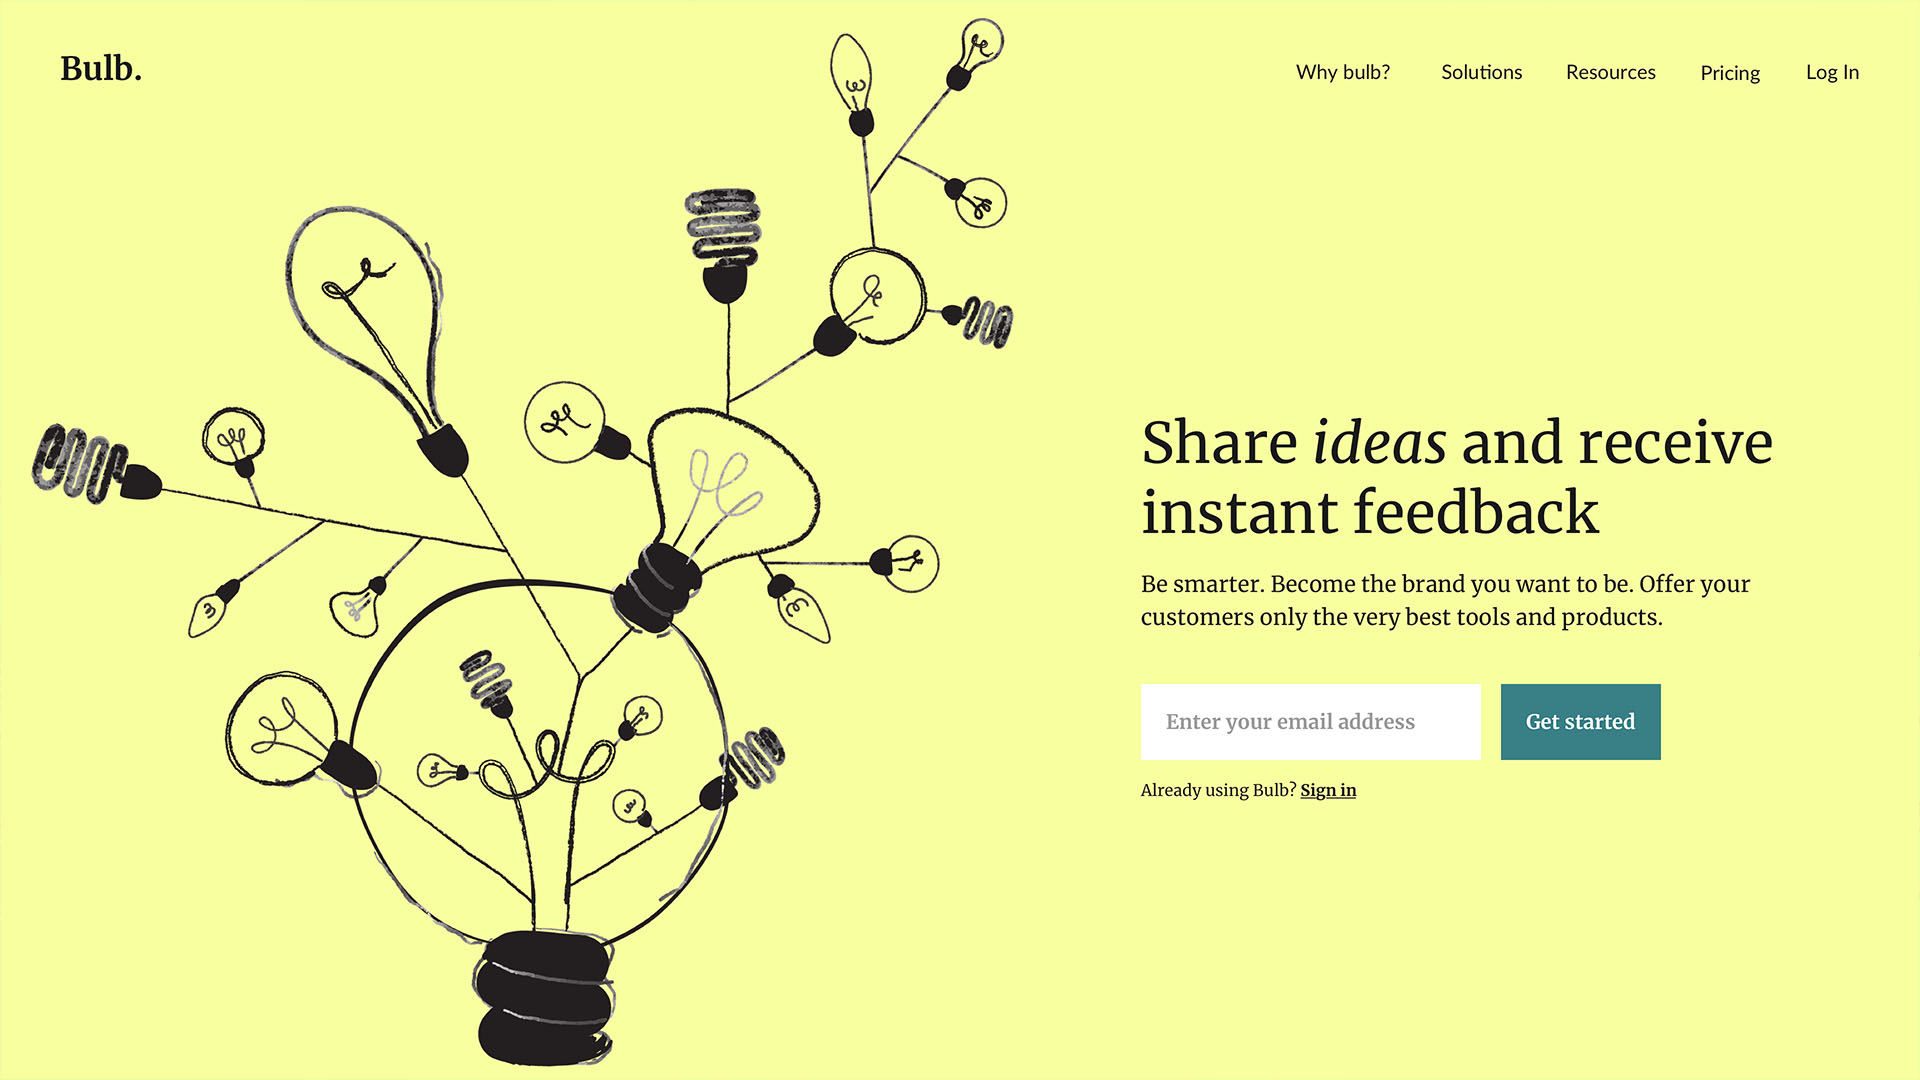 Bulb.
Why bulb?
Solutions
Resources
Pricing
Log In
Share ideas and receive
instant feedback
Be smarter. Become the brand you want to be. Offer your
customers only the very best tools and products.
Enter your email address
Get started
Already using Bulb? Sign in